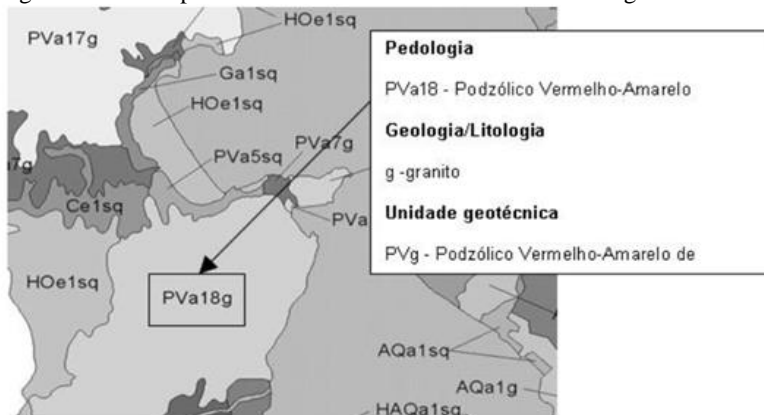 PVa17g
HOe1sq
Ga1sq
HOe1sq
PVa5sq
PVa7g
Ce1sq
PVa
HOe1sq
PVa18g
AQa1sq
AQa1g
HAQa1sq
Pedologia
PVa18 - Podzólico Vermelho-Amarelo
Geologia/Litologia
g -granito
Unidade geotécnica
PVg - Podzólico Vermelho-Amarelo de